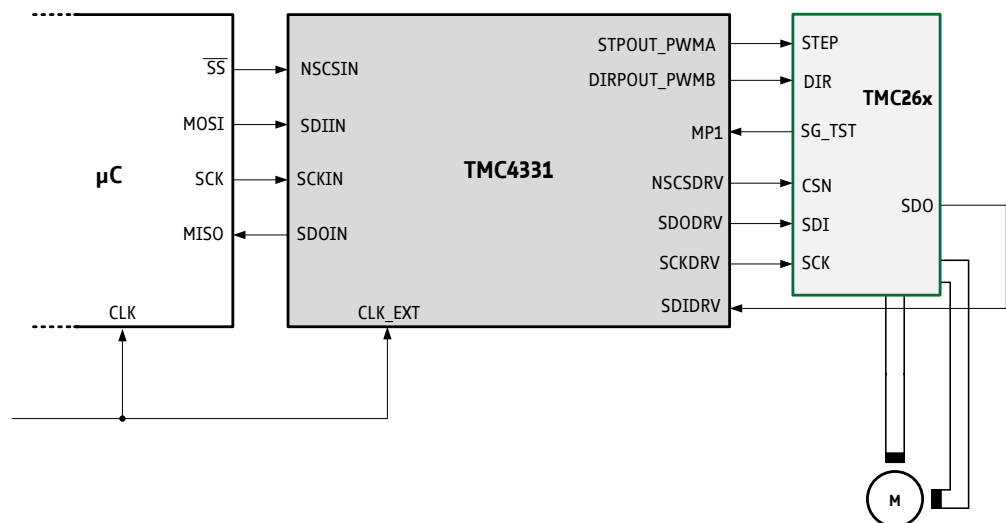 STPOUT_PWMA
STEP
SS
NSCSIN
DIRPOUT_PWMB
DIR
TMC26x
MOSI
SDIIN
MP1
SG_TST
µC
TMC4331
SCK
SCKIN
NSCSDRV
CSN
SDO
MISO
SDOIN
SDODRV
SDI
SCKDRV
SCK
CLK
CLK_EXT
SDIDRV
M